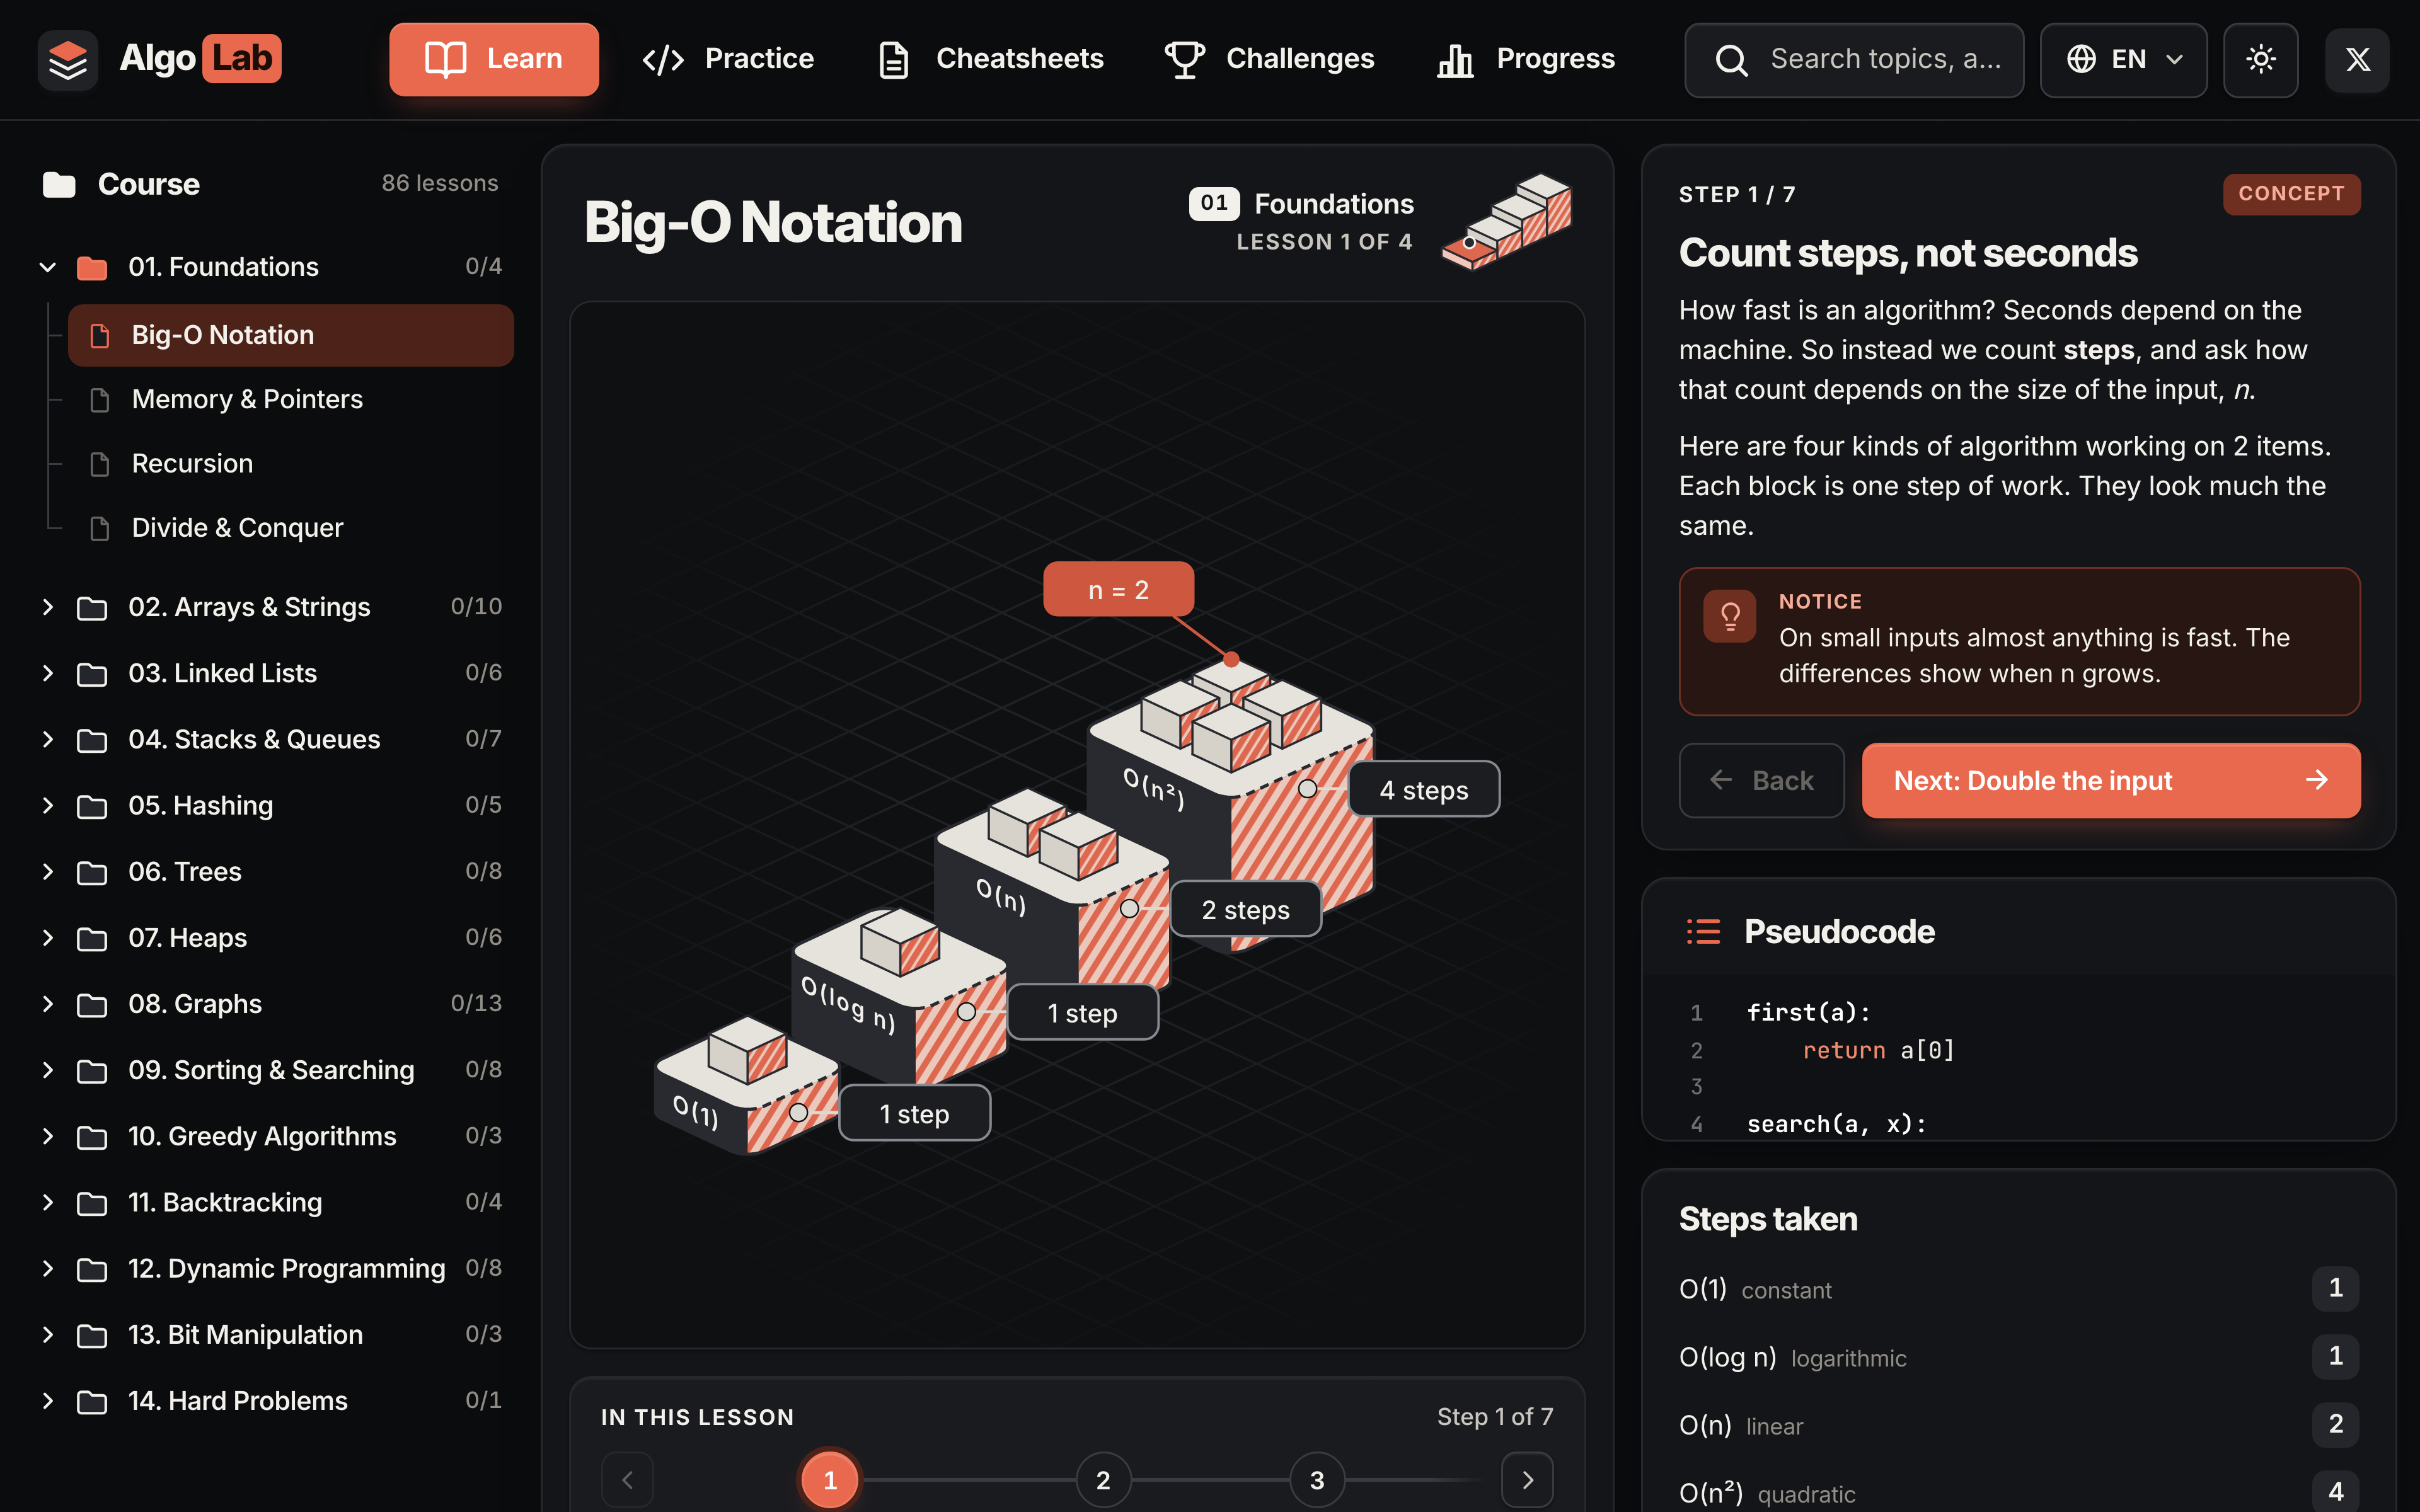 Algo Lab
Learn
Practice
Cheatsheets
Challenges
Progress
Search topics, a...
EN
Course
86 lessons
01. Foundations 0/4
Big-O Notation
Memory & Pointers
Recursion
Divide & Conquer
02. Arrays & Strings 0/10
03. Linked Lists 0/6
04. Stacks & Queues 0/7
05. Hashing 0/5
06. Trees 0/8
07. Heaps 0/6
08. Graphs 0/13
09. Sorting & Searching 0/8
10. Greedy Algorithms 0/3
11. Backtracking 0/4
12. Dynamic Programming 0/8
13. Bit Manipulation 0/3
14. Hard Problems 0/1
Big-O Notation
01 Foundations
LESSON 1 OF 4
n = 2
O(n²)
4 steps
O(n)
2 steps
O(log n)
1 step
O(1)
1 step
IN THIS LESSON
Step 1 of 7
1 2 3
STEP 1 / 7
CONCEPT
Count steps, not seconds
How fast is an algorithm? Seconds depend on the
machine. So instead we count steps, and ask how
that count depends on the size of the input, n.
Here are four kinds of algorithm working on 2 items.
Each block is one step of work. They look much the
same.
NOTICE
On small inputs almost anything is fast. The
differences show when n grows.
Back
Next: Double the input
Pseudocode
1 first(a):
2 return a[0]
3
4 search(a, x):
Steps taken
O(1) constant 1
O(log n) logarithmic 1
O(n) linear 2
O(n²) quadratic 4